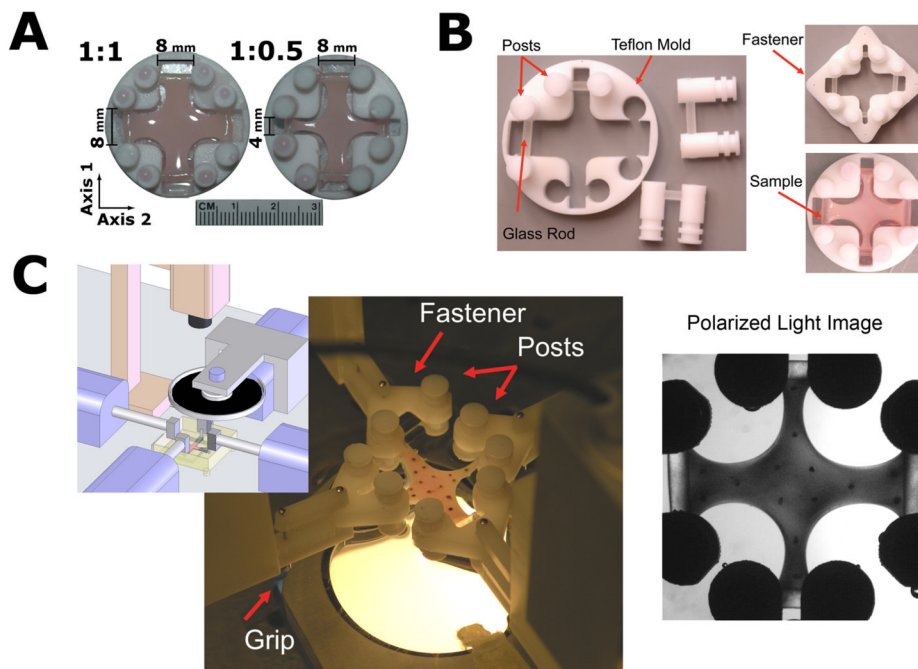 A
1:1
8 mm
1:0.5
8 mm
8 mm
4 mm
Axis 1
Axis 2
CM 1 2 3
B
Posts
Teflon Mold
Fastener
Glass Rod
Sample
C
Fastener
Posts
Grip
Polarized Light Image